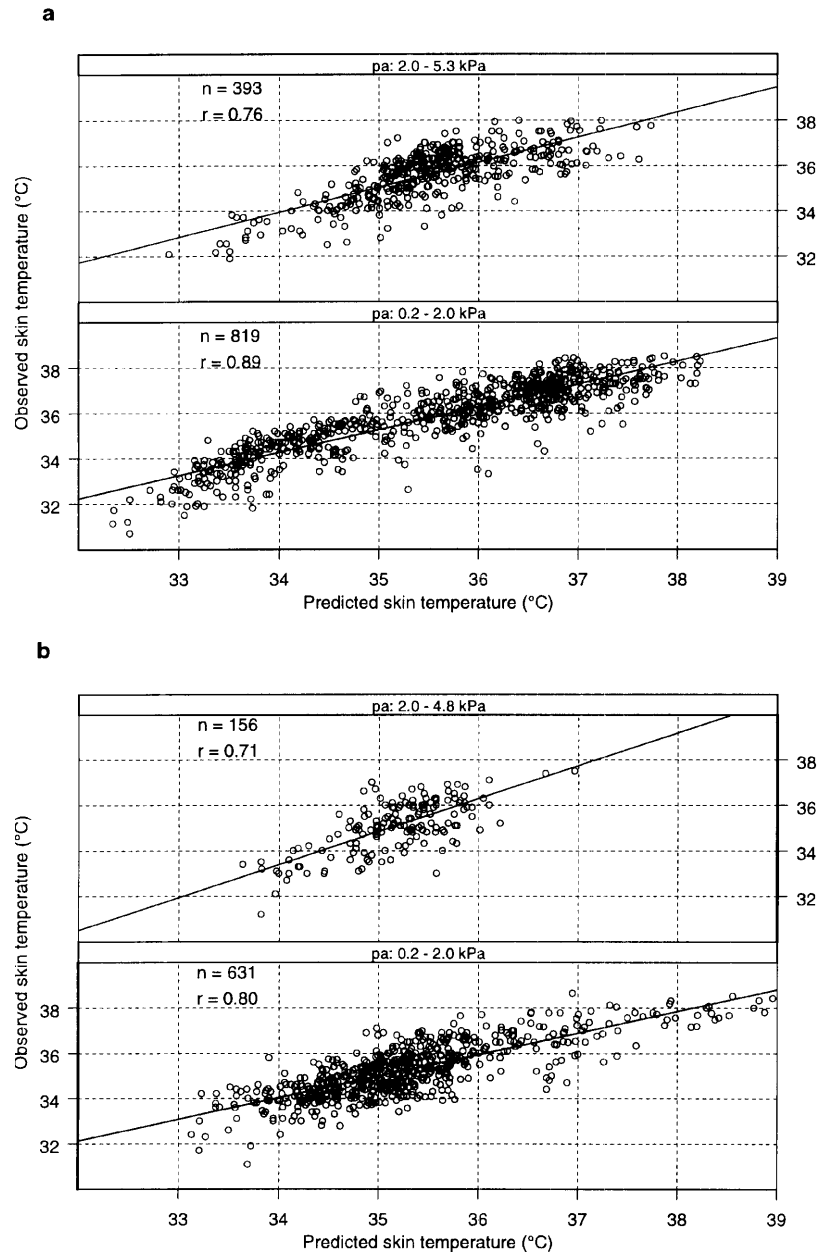 a
pa: 2.0 - 5.3 kPa
n = 393
r = 0.76
38
36
34
32
pa: 0.2 - 2.0 kPa
n = 819
r = 0.89
38
36
34
32
Observed skin temperature (°C)
33 34 35 36 37 38 39
Predicted skin temperature (°C)
b
pa: 2.0 - 4.8 kPa
n = 156
r = 0.71
38
36
34
32
pa: 0.2 - 2.0 kPa
n = 631
r = 0.80
38
36
34
32
Observed skin temperature (°C)
33 34 35 36 37 38 39
Predicted skin temperature (°C)